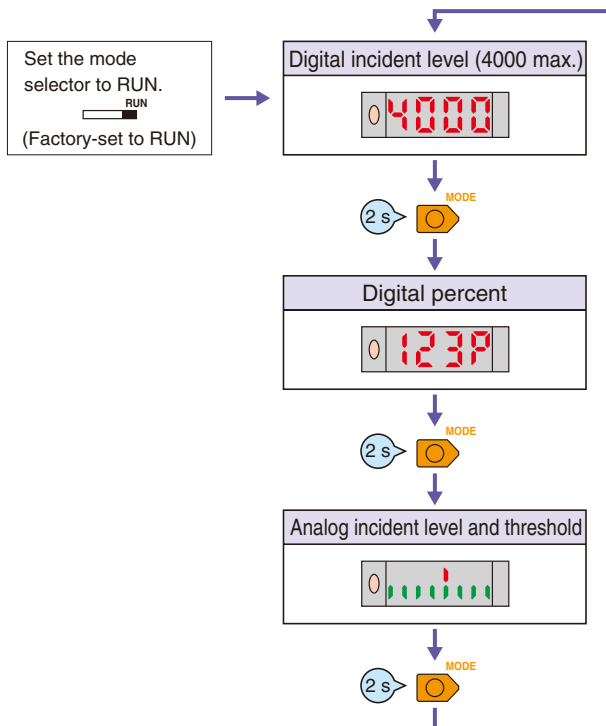 Set the mode
selector to RUN.
RUN
(Factory-set to RUN)
Digital incident level (4000 max.)
4000
2 s
MODE
Digital percent
123P
2 s
MODE
Analog incident level and threshold
2 s
MODE